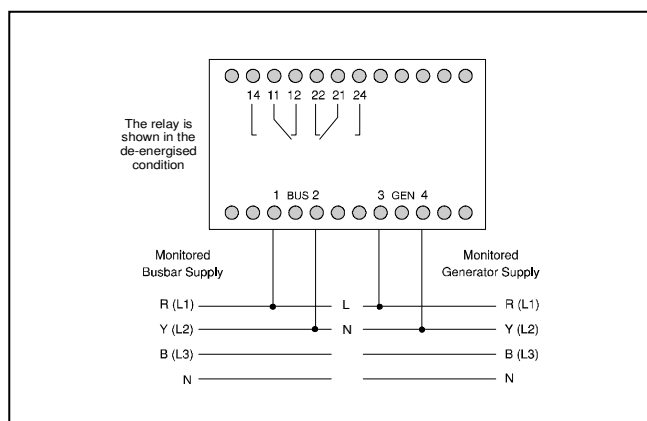 14 11 12 22 21 24
The relay is
shown in the
de-energised
condition
1 BUS 2 3 GEN 4
Monitored
Busbar Supply
Monitored
Generator Supply
R (L1) L R (L1)
Y (L2) N Y (L2)
B (L3) B (L3)
N N